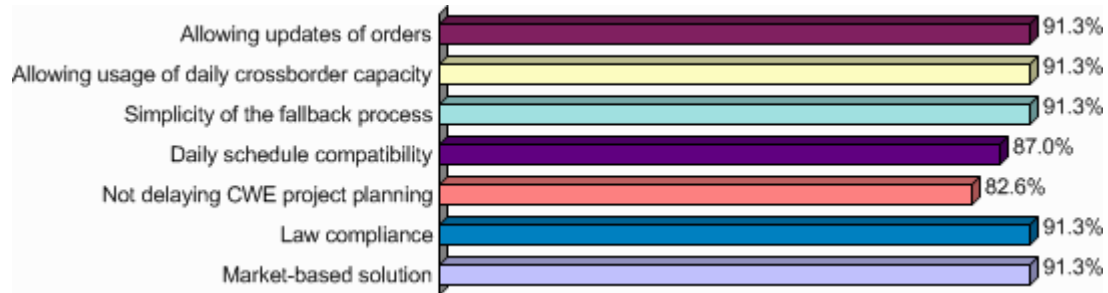 Allowing updates of orders 91.3%
Allowing usage of daily crossborder capacity 91.3%
Simplicity of the fallback process 91.3%
Daily schedule compatibility 87.0%
Not delaying CWE project planning 82.6%
Law compliance 91.3%
Market-based solution 91.3%